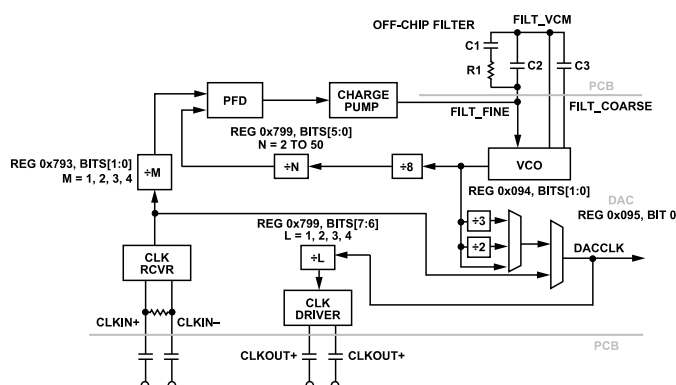 OFF-CHIP FILTER
FILT_VCM
C1
R1
C2
C3
PCB
PFD
CHARGE
PUMP
FILT_FINE
FILT_COARSE
REG 0x799, BITS[5:0]
N = 2 TO 50
REG 0x793, BITS[1:0]
M = 1, 2, 3, 4
÷M
÷N
÷8
VCO
REG 0x094, BITS[1:0]
DAC
REG 0x095, BIT 0
REG 0x799, BITS[7:6]
L = 1, 2, 3, 4
÷3
÷2
DACCLK
CLK
RCVR
÷L
CLK
DRIVER
CLKIN+
CLKIN–
PCB
CLKOUT+
CLKOUT+